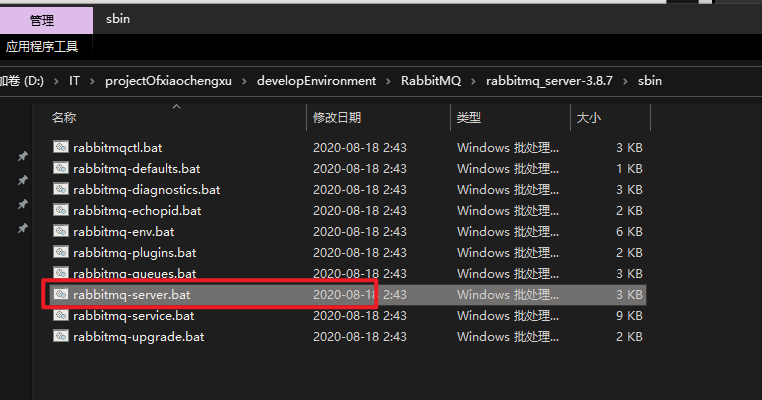 管理
sbin
应用程序工具
加卷 (D:) › IT › projectOfxiaochengxu › developEnvironment › RabbitMQ › rabbitmq_server-3.8.7 › sbin
名称 修改日期 类型 大小
rabbitmqctl.bat 2020-08-18 2:43 Windows 批处理... 3 KB
rabbitmq-defaults.bat 2020-08-18 2:43 Windows 批处理... 1 KB
rabbitmq-diagnostics.bat 2020-08-18 2:43 Windows 批处理... 3 KB
rabbitmq-echopid.bat 2020-08-18 2:43 Windows 批处理... 2 KB
rabbitmq-env.bat 2020-08-18 2:43 Windows 批处理... 6 KB
rabbitmq-plugins.bat 2020-08-18 2:43 Windows 批处理... 2 KB
rabbitmq-queues.bat 2020-08-18 2:43 Windows 批处理... 3 KB
rabbitmq-server.bat 2020-08-18 2:43 Windows 批处理... 3 KB
rabbitmq-service.bat 2020-08-18 2:43 Windows 批处理... 9 KB
rabbitmq-upgrade.bat 2020-08-18 2:43 Windows 批处理... 2 KB